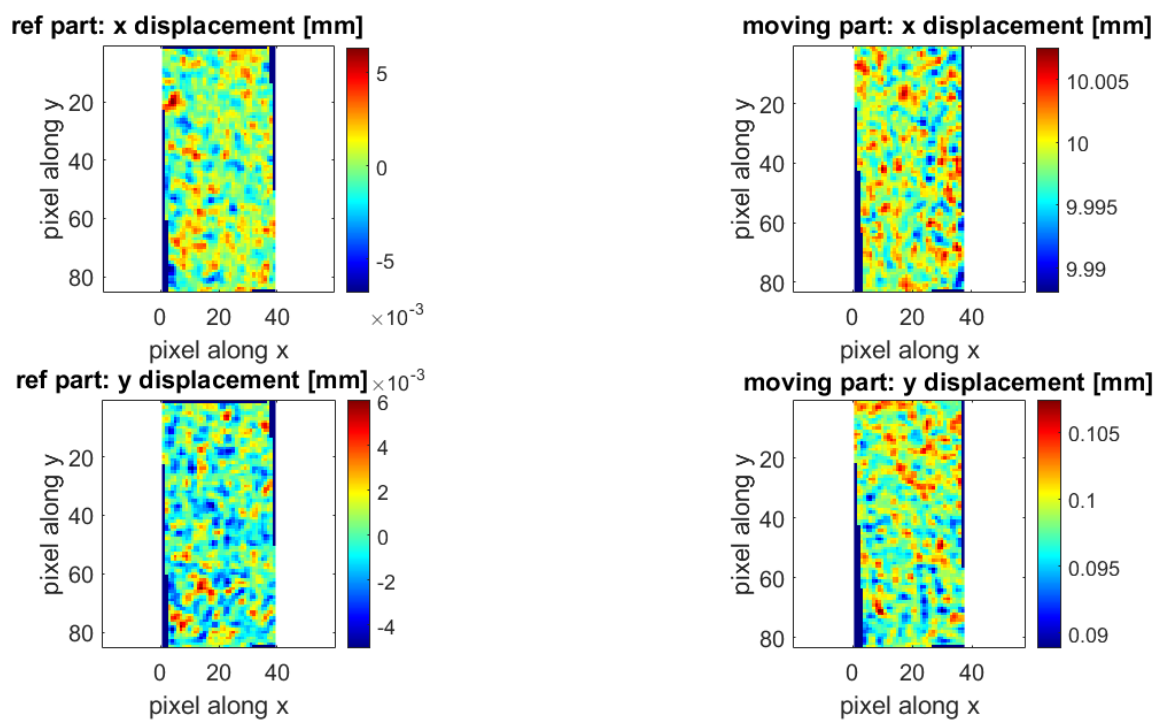 ref part: x displacement [mm]
5
0
-5
×10⁻³
20
40
60
80
pixel along y
0 20 40
pixel along x
moving part: x displacement [mm]
10.005
10
9.995
9.99
20
40
60
80
pixel along y
0 20 40
pixel along x
ref part: y displacement [mm] ×10⁻³
6
4
2
0
-2
-4
20
40
60
80
pixel along y
0 20 40
pixel along x
moving part: y displacement [mm]
0.105
0.1
0.095
0.09
20
40
60
80
pixel along y
0 20 40
pixel along x